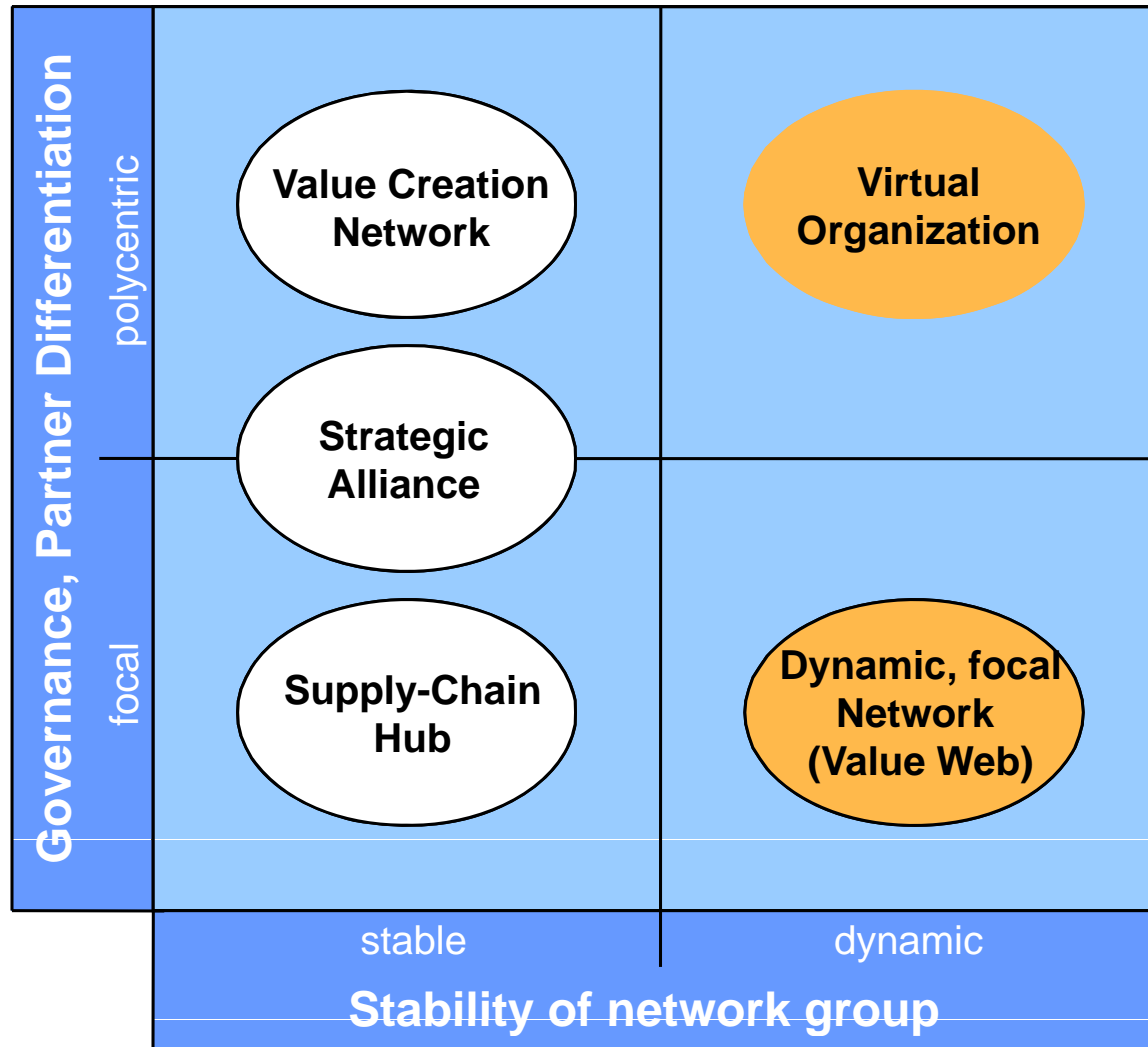 Governance, Partner Differentiation
polycentric
focal
Value Creation
Network
Virtual
Organization
Strategic
Alliance
Supply-Chain
Hub
Dynamic, focal
Network
(Value Web)
stable
dynamic
Stability of network group